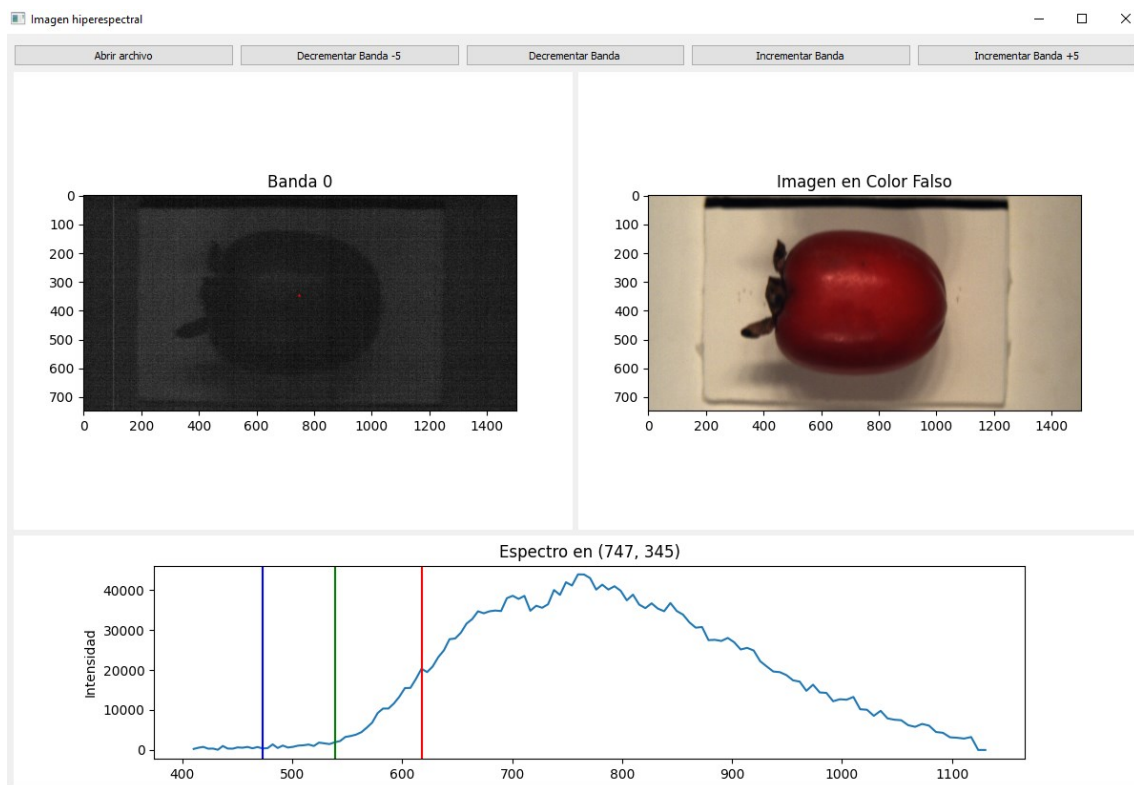 Imagen hiperespectral
Abrir archivo
Decrementar Banda -5
Decrementar Banda
Incrementar Banda
Incrementar Banda +5
Banda 0
0
100
200
300
400
500
600
700
0 200 400 600 800 1000 1200 1400
Imagen en Color Falso
0
100
200
300
400
500
600
700
0 200 400 600 800 1000 1200 1400
Espectro en (747, 345)
Intensidad
40000
30000
20000
10000
0
400 500 600 700 800 900 1000 1100